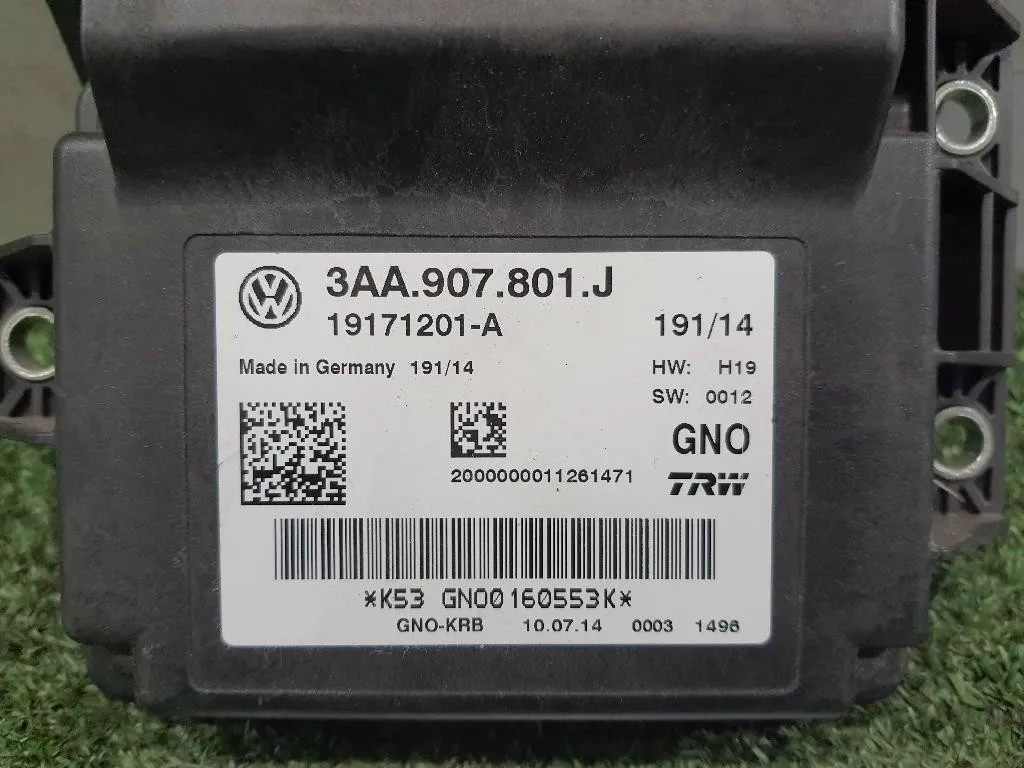 3AA.907.801.J
19171201-A 191/14
Made in Germany 191/14 HW: H19
SW: 0012
GNO
2000000011261471 TRW
*K53 GNO0160553K*
GNO-KRB 10.07.14 0003 1496